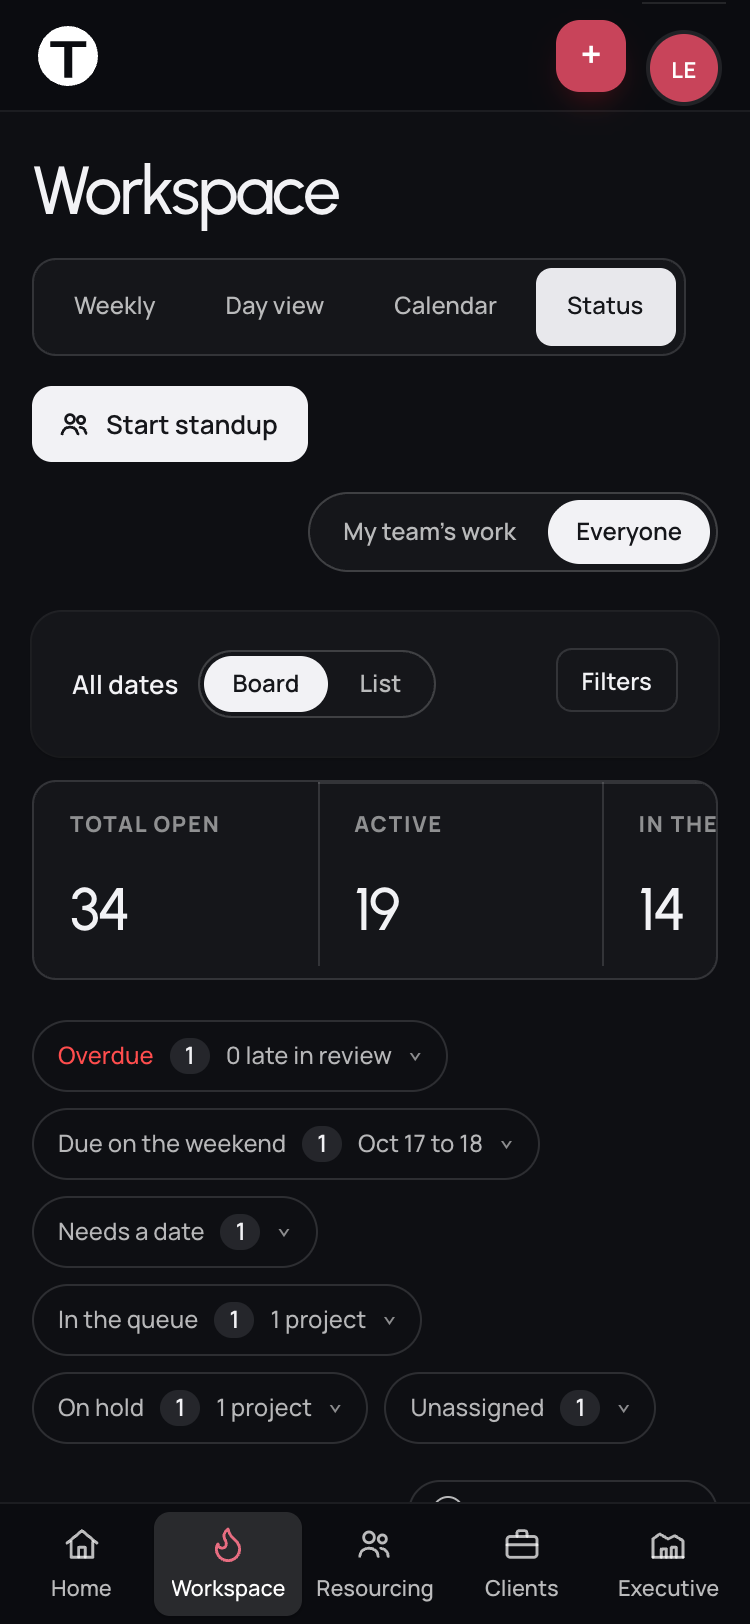 T
+
LE
Workspace
Weekly Day view Calendar Status
Start standup
My team's work Everyone
All dates Board List Filters
TOTAL OPEN ACTIVE IN THE
34 19 14
Overdue 1 0 late in review
Due on the weekend 1 Oct 17 to 18
Needs a date 1
In the queue 1 1 project
On hold 1 1 project Unassigned 1
Home Workspace Resourcing Clients Executive